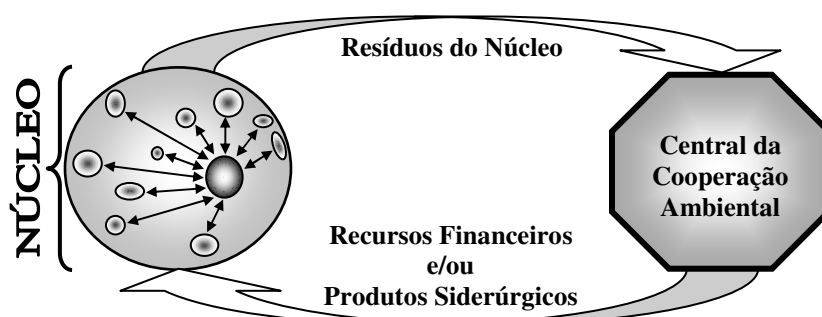 NÚCLEO
Resíduos do Núcleo
Central da
Cooperação
Ambiental
Recursos Financeiros
e/ou
Produtos Siderúrgicos